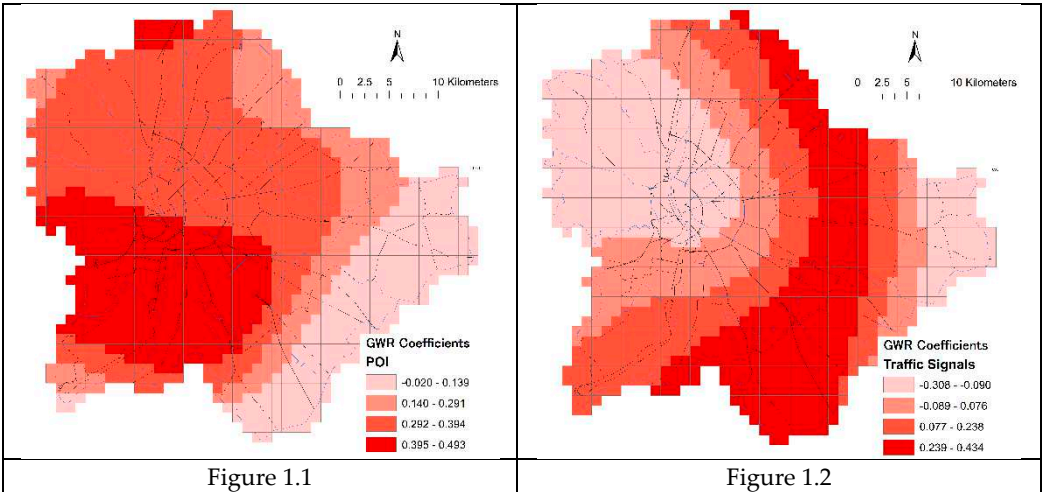 N
0 2.5 5 10 Kilometers
GWR Coefficients
POI
-0.020 - 0.139
0.140 - 0.291
0.292 - 0.394
0.395 - 0.493
Figure 1.1
N
0 2.5 5 10 Kilometers
GWR Coefficients
Traffic Signals
-0.308 - -0.090
-0.089 - 0.076
0.077 - 0.238
0.239 - 0.434
Figure 1.2